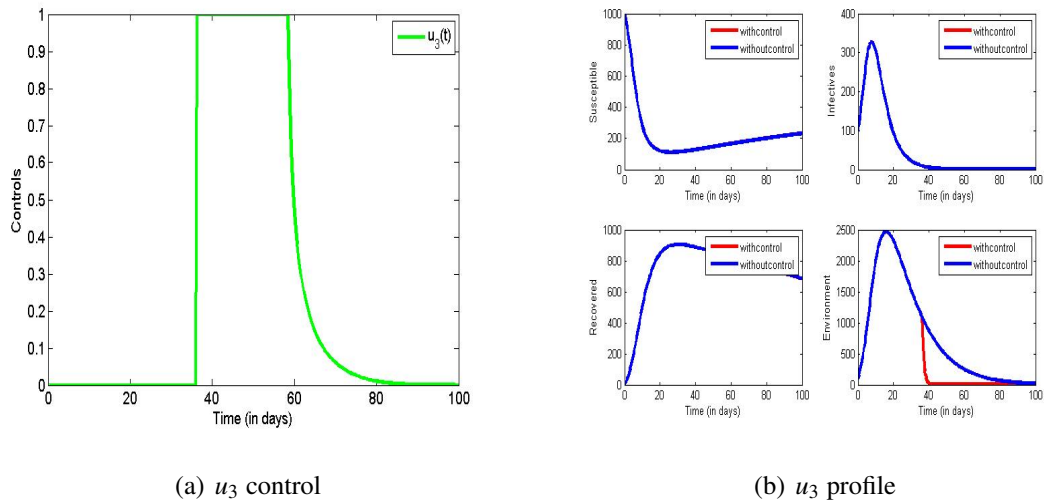 1
0.9
0.8
0.7
0.6
0.5
0.4
0.3
0.2
0.1
0
Controls
u3(t)
0 20 40 60 80 100
Time (in days)
1000
800
600
400
200
0
Susceptible
withcontrol
withoutcontrol
0 20 40 60 80 100
Time (in days)
400
300
200
100
0
Infectives
withcontrol
withoutcontrol
0 20 40 60 80 100
Time (in days)
1000
800
600
400
200
0
Recovered
withcontrol
withoutcontrol
0 20 40 60 80 100
Time (in days)
2500
2000
1500
1000
500
0
Environment
withcontrol
withoutcontrol
0 20 40 60 80 100
Time (in days)
(a) u3 control
(b) u3 profile